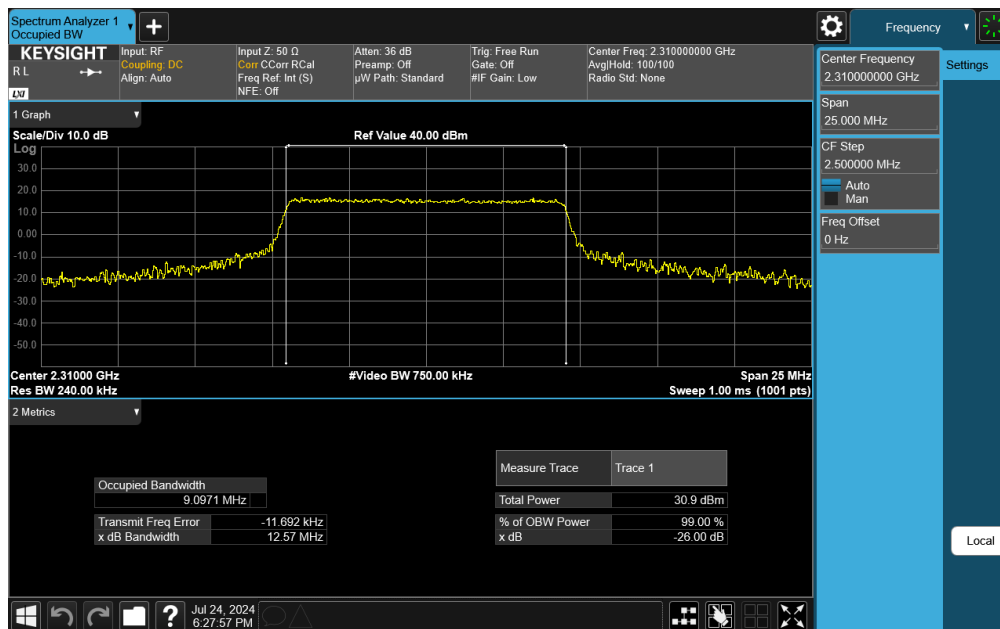 Spectrum Analyzer 1
Occupied BW
Frequency
KEYSIGHT
R L
LXI
Input: RF
Coupling: DC
Align: Auto
Input Z: 50 Ω
Corr CCorr RCal
Freq Ref: Int (S)
NFE: Off
Atten: 36 dB
Preamp: Off
µW Path: Standard
Trig: Free Run
Gate: Off
#IF Gain: Low
Center Freq: 2.310000000 GHz
Avg|Hold: 100/100
Radio Std: None
Center Frequency
2.310000000 GHz
Settings
Span
25.000 MHz
CF Step
2.500000 MHz
Auto
Man
Freq Offset
0 Hz
Local
1 Graph
Scale/Div 10.0 dB
Ref Value 40.00 dBm
Log
30.0
20.0
10.0
0.00
-10.0
-20.0
-30.0
-40.0
-50.0
Center 2.31000 GHz
#Video BW 750.00 kHz
Span 25 MHz
Res BW 240.00 kHz
Sweep 1.00 ms (1001 pts)
2 Metrics
Occupied Bandwidth
9.0971 MHz
Transmit Freq Error -11.692 kHz
x dB Bandwidth 12.57 MHz
Measure Trace Trace 1
Total Power 30.9 dBm
% of OBW Power 99.00 %
x dB -26.00 dB
?
Jul 24, 2024
6:27:57 PM